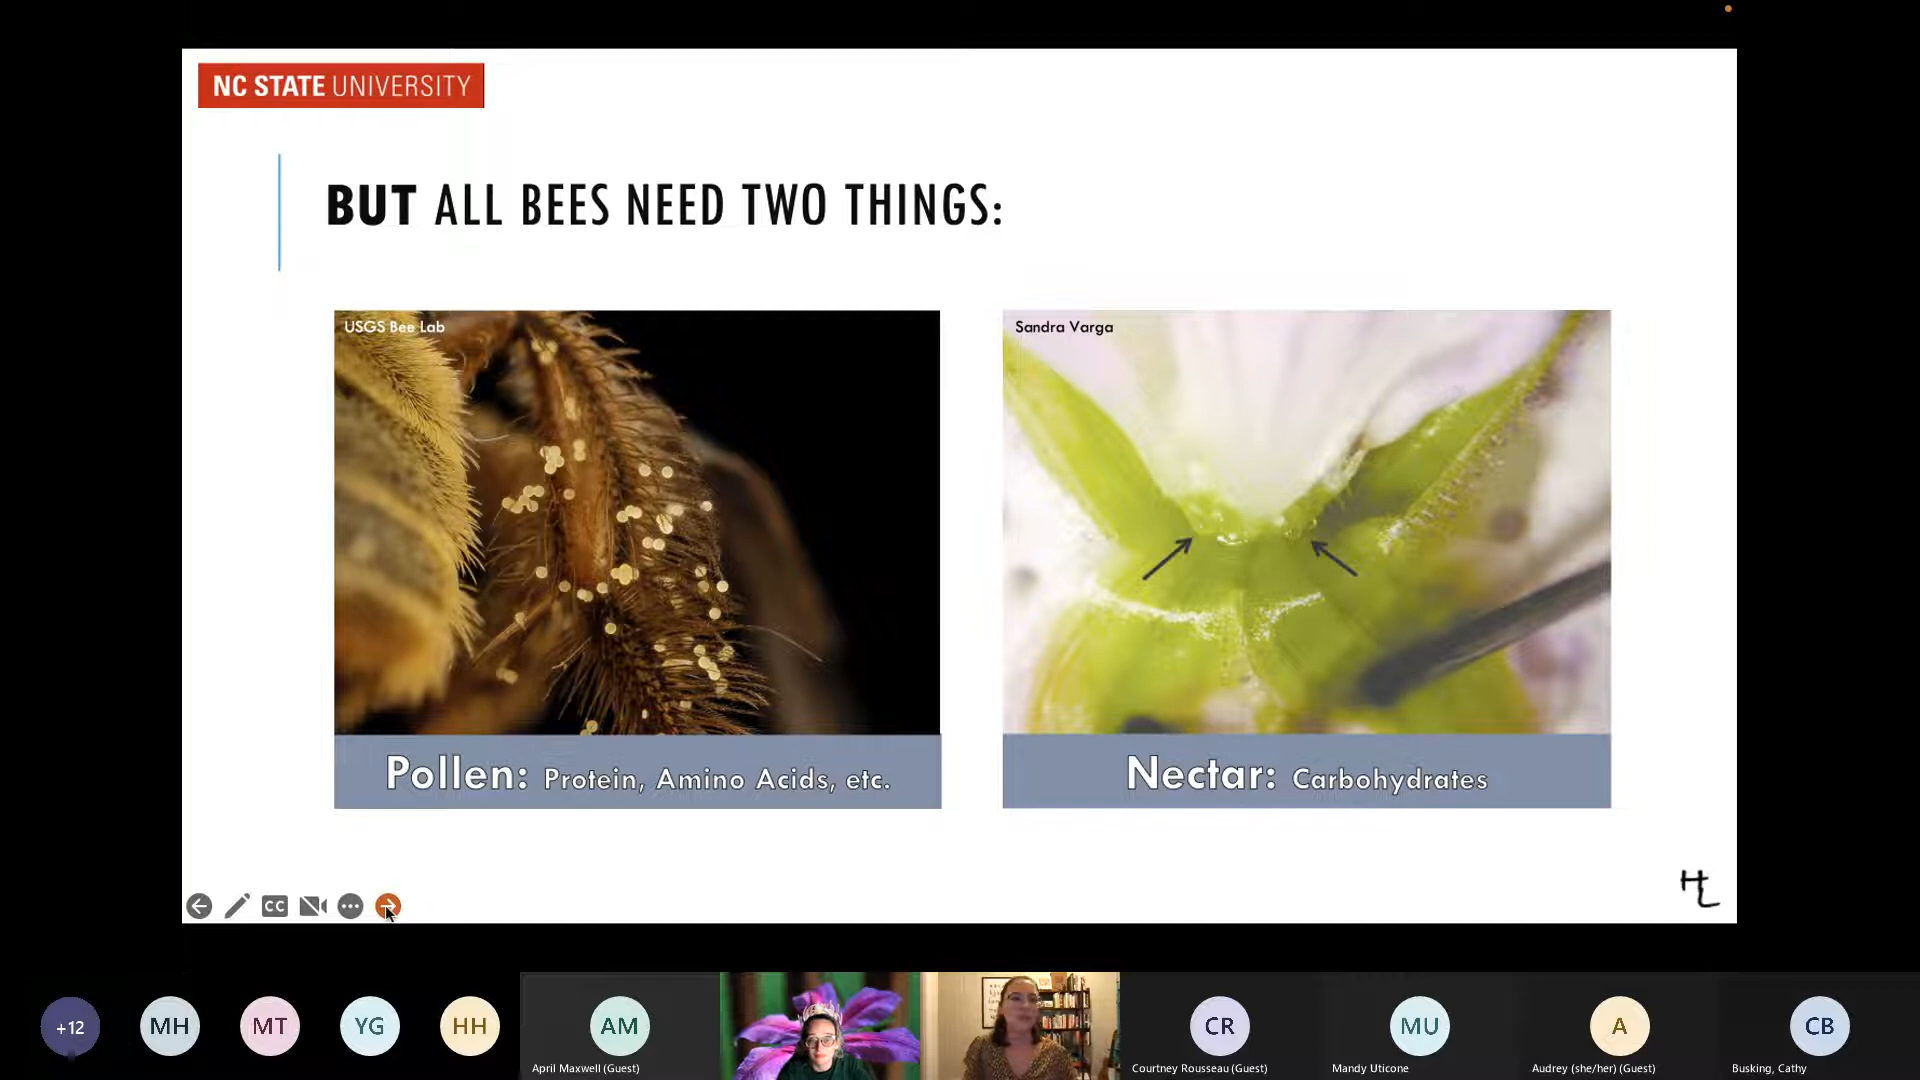 NC STATE UNIVERSITY
BUT ALL BEES NEED TWO THINGS:
USGS Bee Lab
Sandra Varga
Pollen: Protein, Amino Acids, etc.
Nectar: Carbohydrates
HL
CC
+12
MH
MT
YG
HH
AM
April Maxwell (Guest)
CR
Courtney Rousseau (Guest)
MU
Mandy Uticone
A
Audrey (she/her) (Guest)
CB
Busking, Cathy